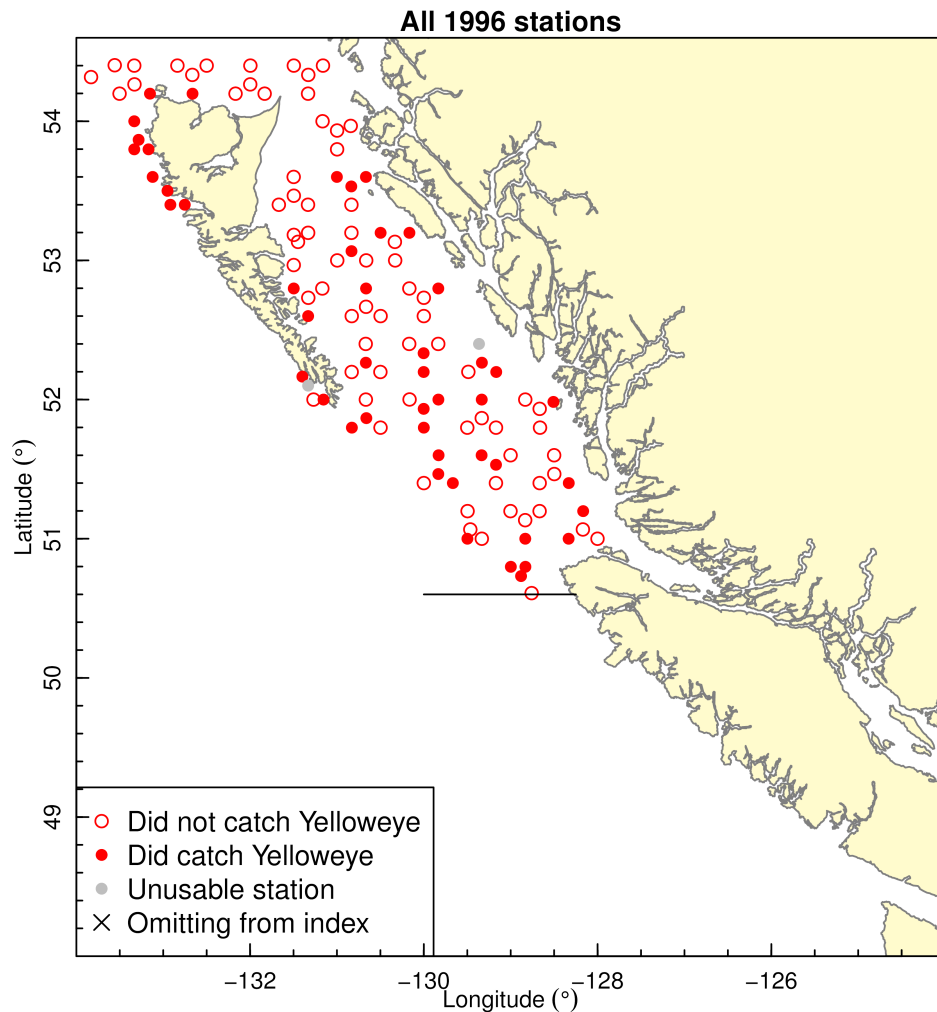 All 1996 stations
54
53
52
51
50
49
Latitude (°)
Did not catch Yelloweye
Did catch Yelloweye
Unusable station
Omitting from index
−132
−130
−128
−126
Longitude (°)